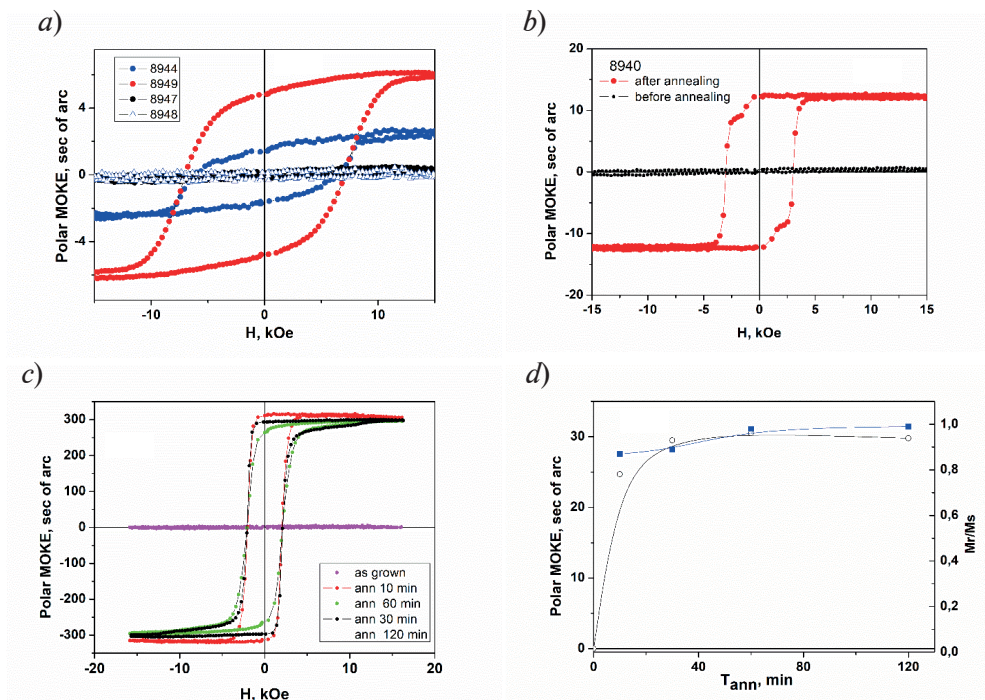 a)
8944
8949
8947
8948
Polar MOKE, sec of arc
4
0
-4
-10
0
10
H, kOe
b)
8940
after annealing
before annealing
Polar MOKE, sec of arc
20
10
0
-10
-20
-15
-10
-5
0
5
10
15
H, kOe
c)
Polar MOKE, sec of arc
300
200
100
0
-100
-200
-300
as grown
ann 10 min
ann 60 min
ann 30 min
ann 120 min
-20
-10
0
10
20
H, kOe
d)
Polar MOKE, sec of arc
30
20
10
0
0
40
80
120
T_ann, min
1,0
0,8
0,6
0,4
0,2
0,0
Mr/Ms